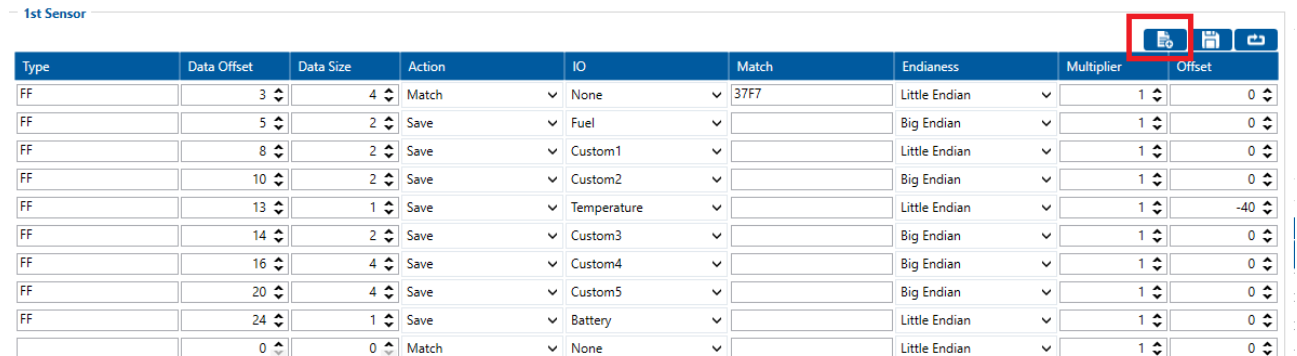 1st Sensor
Type Data Offset Data Size Action IO Match Endianess Multiplier Offset
FF 3 4 Match None 37F7 Little Endian 1 0
FF 5 2 Save Fuel Big Endian 1 0
FF 8 2 Save Custom1 Little Endian 1 0
FF 10 2 Save Custom2 Big Endian 1 0
FF 13 1 Save Temperature Little Endian 1 -40
FF 14 2 Save Custom3 Big Endian 1 0
FF 16 4 Save Custom4 Big Endian 1 0
FF 20 4 Save Custom5 Big Endian 1 0
FF 24 1 Save Battery Little Endian 1 0
0 0 Match None Little Endian 1 0